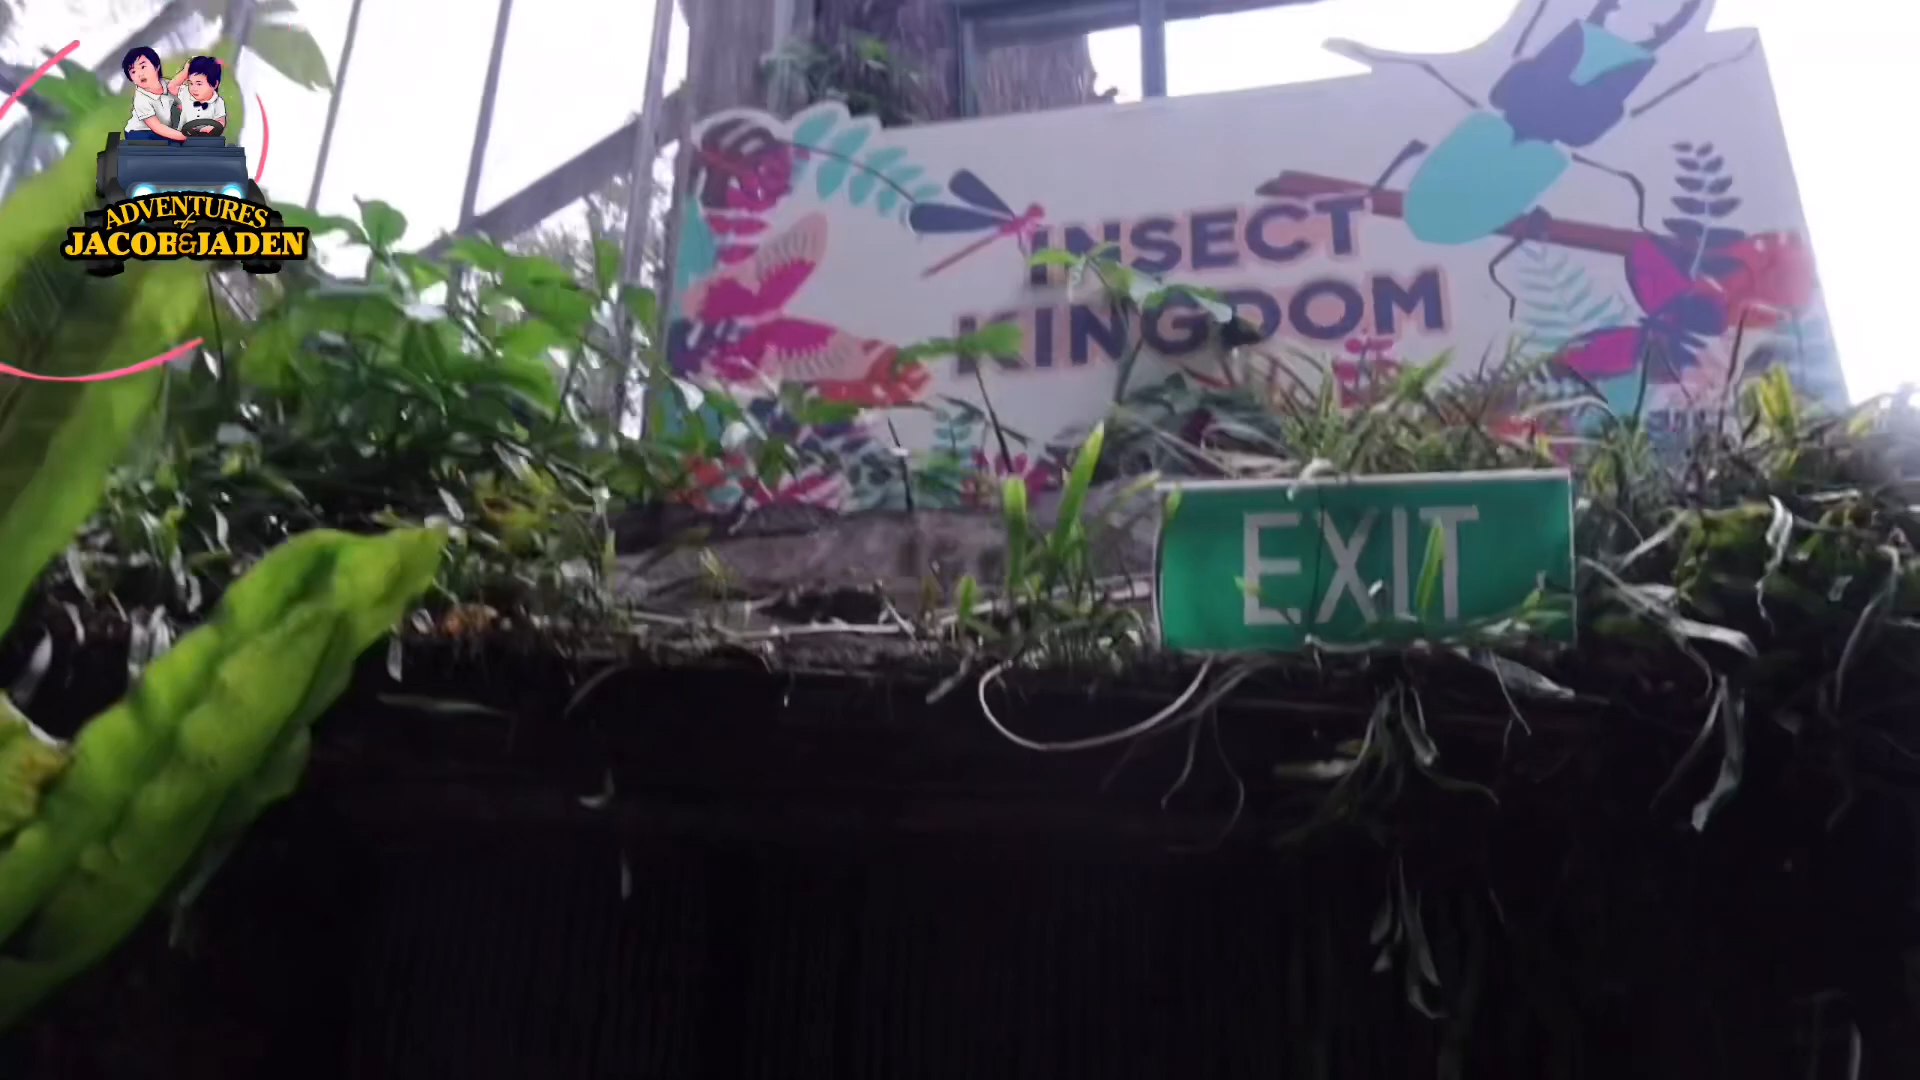 ADVENTURES
of
JACOB&JADEN
INSECT
KINGDOM
EXIT